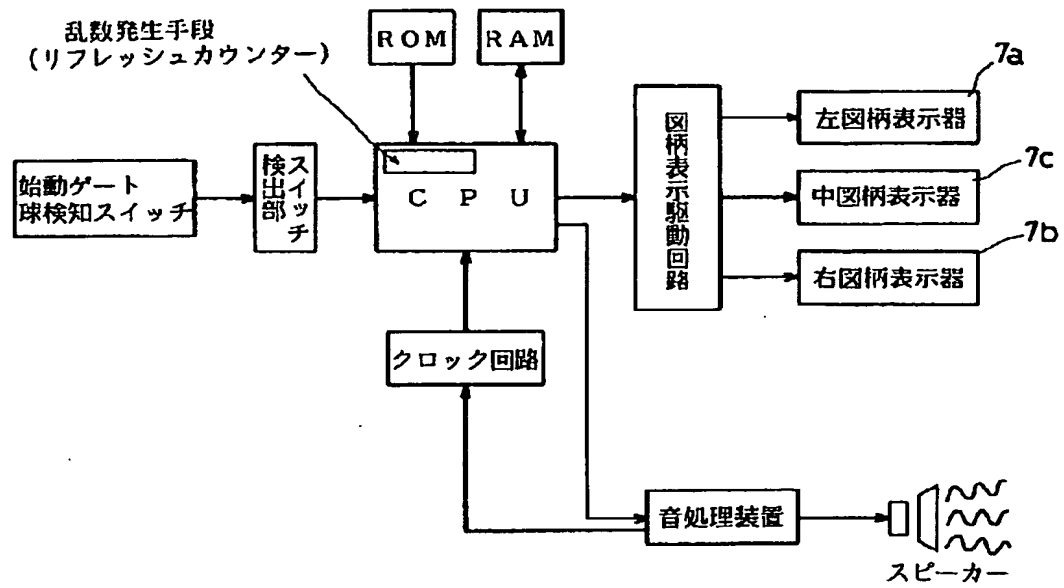 乱数発生手段
(リフレッシュカウンター)
ROM
RAM
7a
左図柄表示器
始動ゲート
球検知スイッチ
スイッチ
検出部
CPU
図柄表示駆動回路
7c
中図柄表示器
7b
右図柄表示器
クロック回路
音処理装置
スピーカー